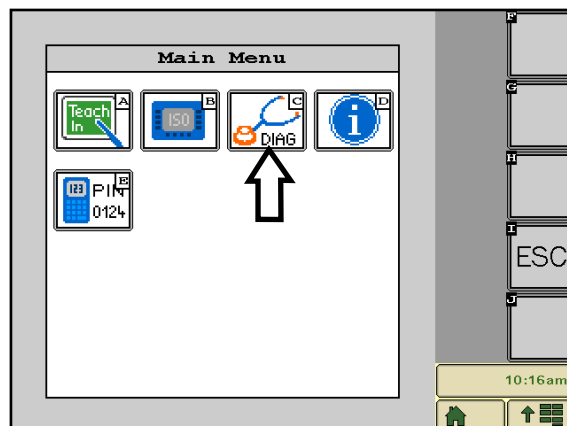 Main Menu
Teach In A
ISO B
DIAG C
i D
123 PIN 0124 E
F
G
H
I
ESC
J
10:16am